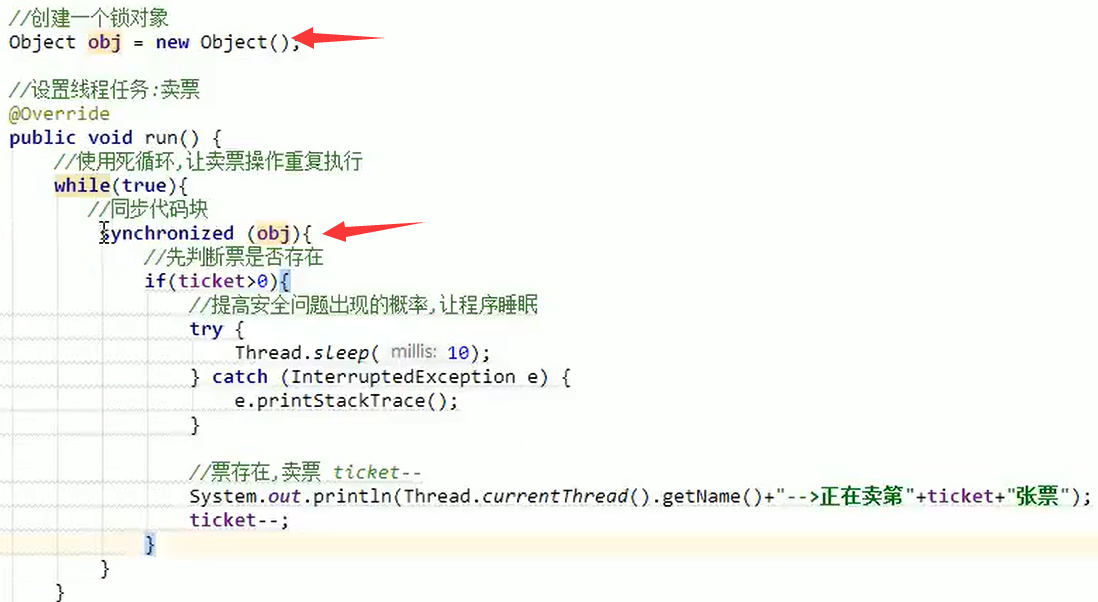 //创建一个锁对象
Object obj = new Object();
//设置线程任务:卖票
@Override
public void run() {
//使用死循环,让卖票操作重复执行
while(true){
//同步代码块
synchronized (obj){
//先判断票是否存在
if(ticket>0){
//提高安全问题出现的概率,让程序睡眠
try {
Thread.sleep( millis: 10);
} catch (InterruptedException e) {
e.printStackTrace();
}
//票存在,卖票 ticket--
System.out.println(Thread.currentThread().getName()+"-->正在卖第"+ticket+"张票");
ticket--;
}
}
}